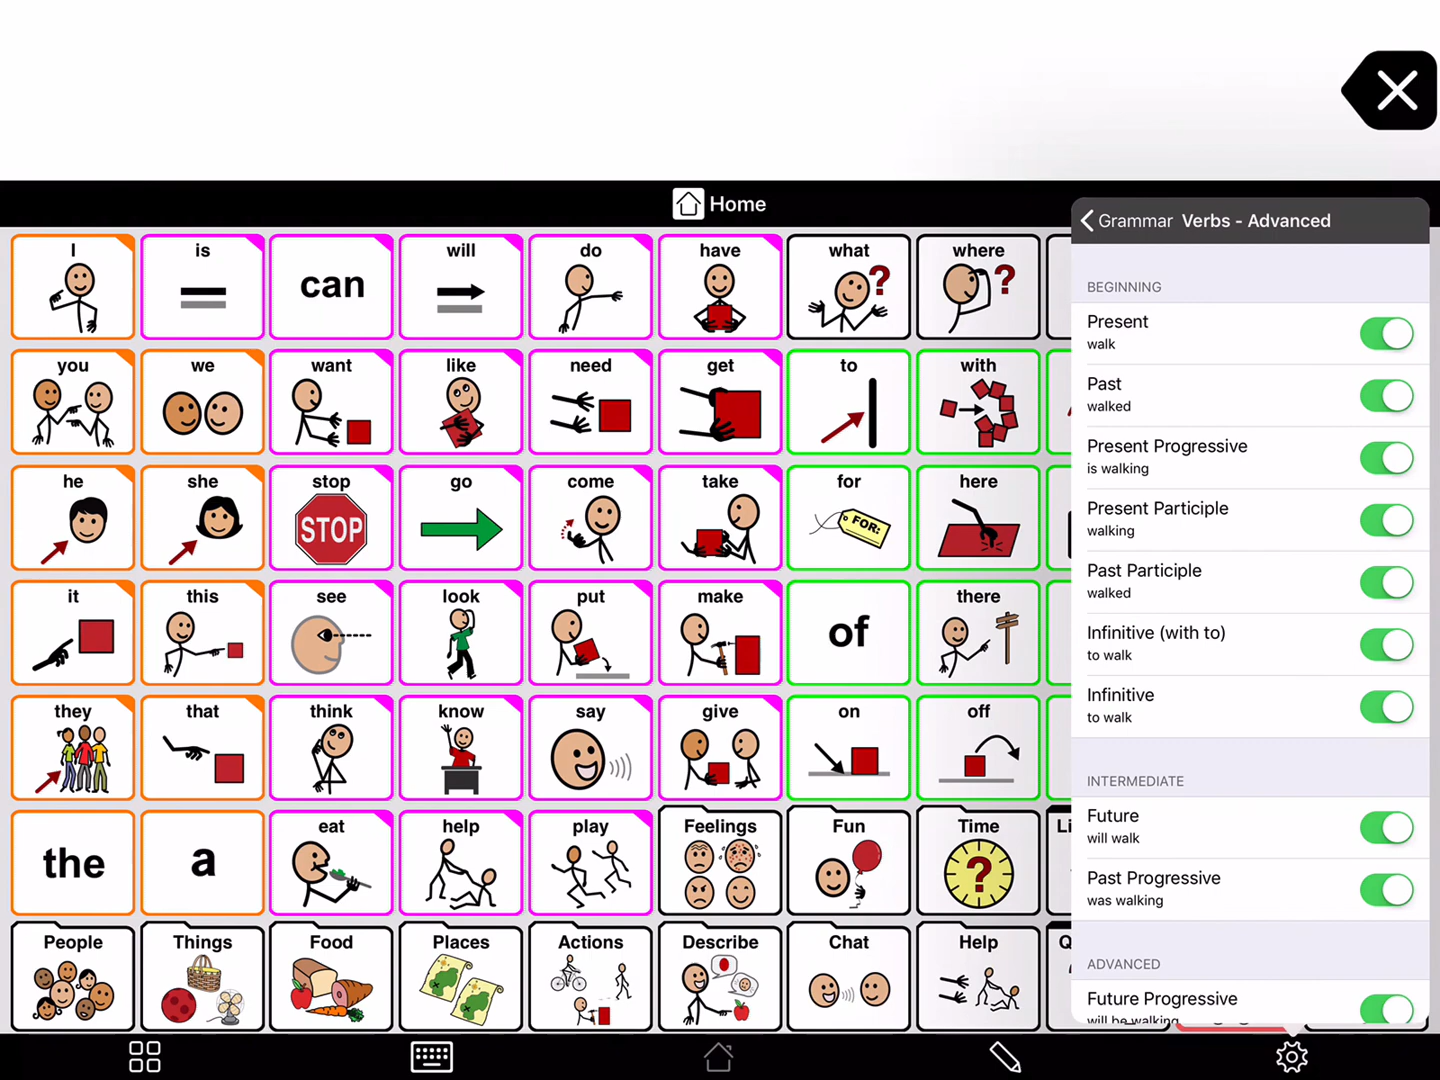 Home
Grammar Verbs - Advanced
I is can will do have what where
you we want like need get to with
he she stop go come take for here
STOP
FOR:
it this see look put make of there
they that think know say give on off
the a eat help play Feelings Fun Time Li
People Things Food Places Actions Describe Chat Help Q
BEGINNING
Present
walk
Past
walked
Present Progressive
is walking
Present Participle
walking
Past Participle
walked
Infinitive (with to)
to walk
Infinitive
to walk
INTERMEDIATE
Future
will walk
Past Progressive
was walking
ADVANCED
Future Progressive
will be walking